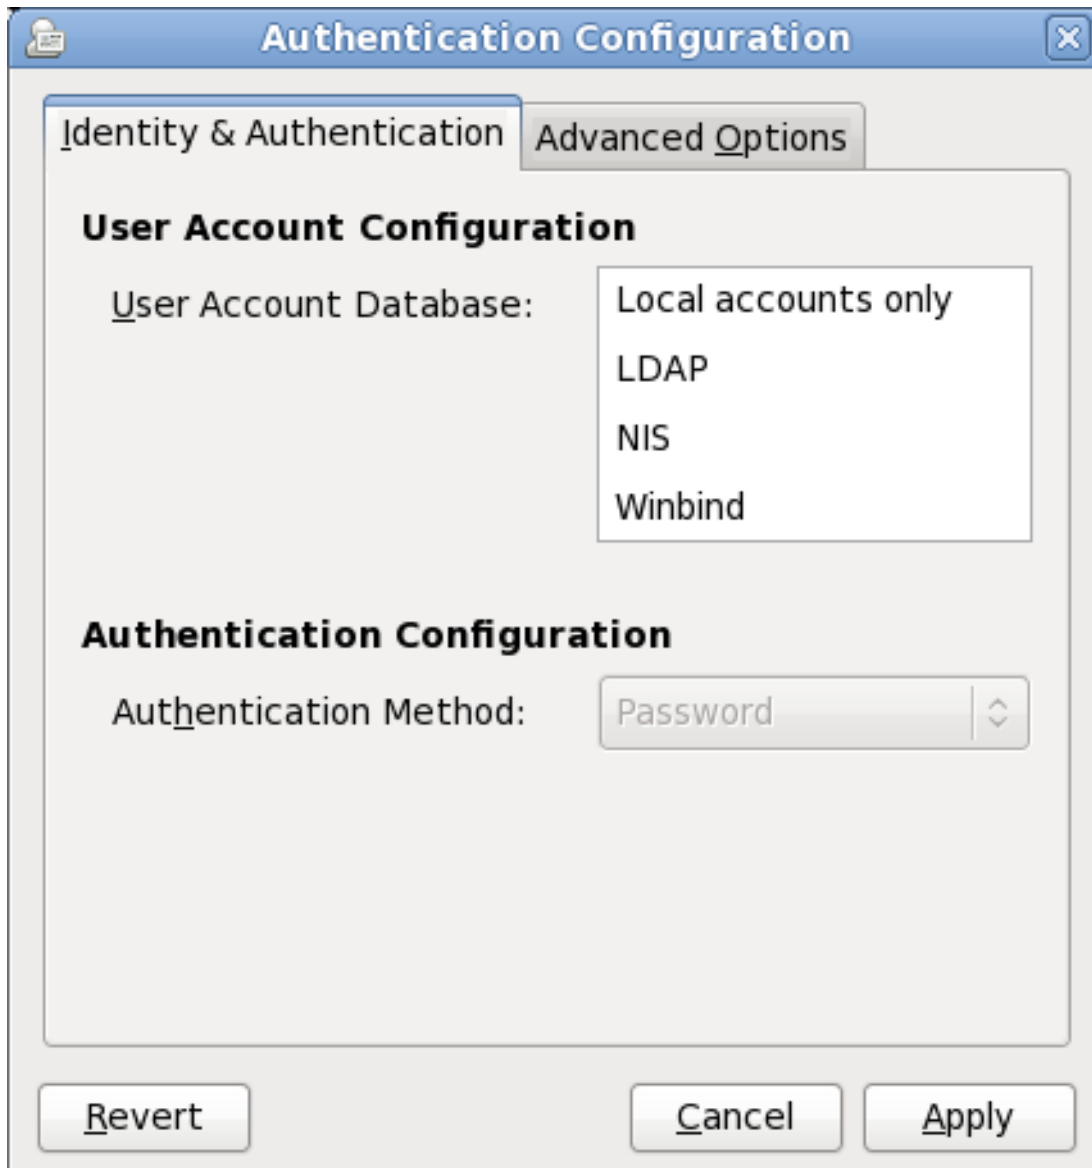 Authentication Configuration
Identity & Authentication
Advanced Options
User Account Configuration
User Account Database:
Local accounts only
LDAP
NIS
Winbind
Authentication Configuration
Authentication Method:
Password
Revert
Cancel
Apply